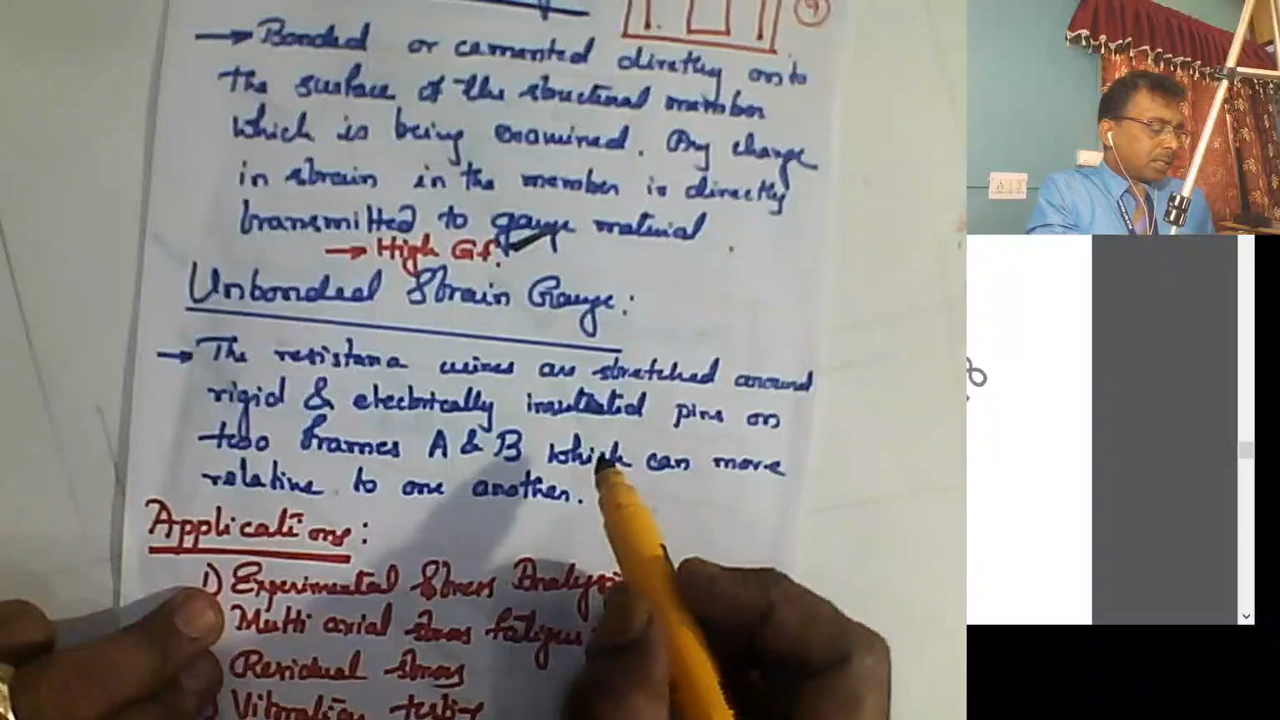 9
→ Bonded or camented directly onto
the surface of the structural member
which is being examined. Any change
in strain in the member is directly
transmitted to gauge material.
→ High G.f.
Unbonded Strain Gauge:
→ The resistana wires are stretched around
rigid & electrically insulated pins on
two frames A & B which can move
relative to one another.
Applications:
1) Experimental Stress Analysis
Multi axial stress fatigue
Residual stress
Vibration testing